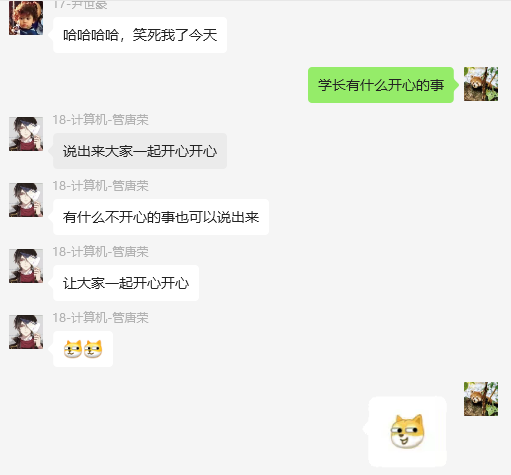 17-尹世豪
哈哈哈哈，笑死我了今天
学长有什么开心的事
18-计算机-管唐荣
说出来大家一起开心开心
18-计算机-管唐荣
有什么不开心的事也可以说出来
18-计算机-管唐荣
让大家一起开心开心
18-计算机-管唐荣